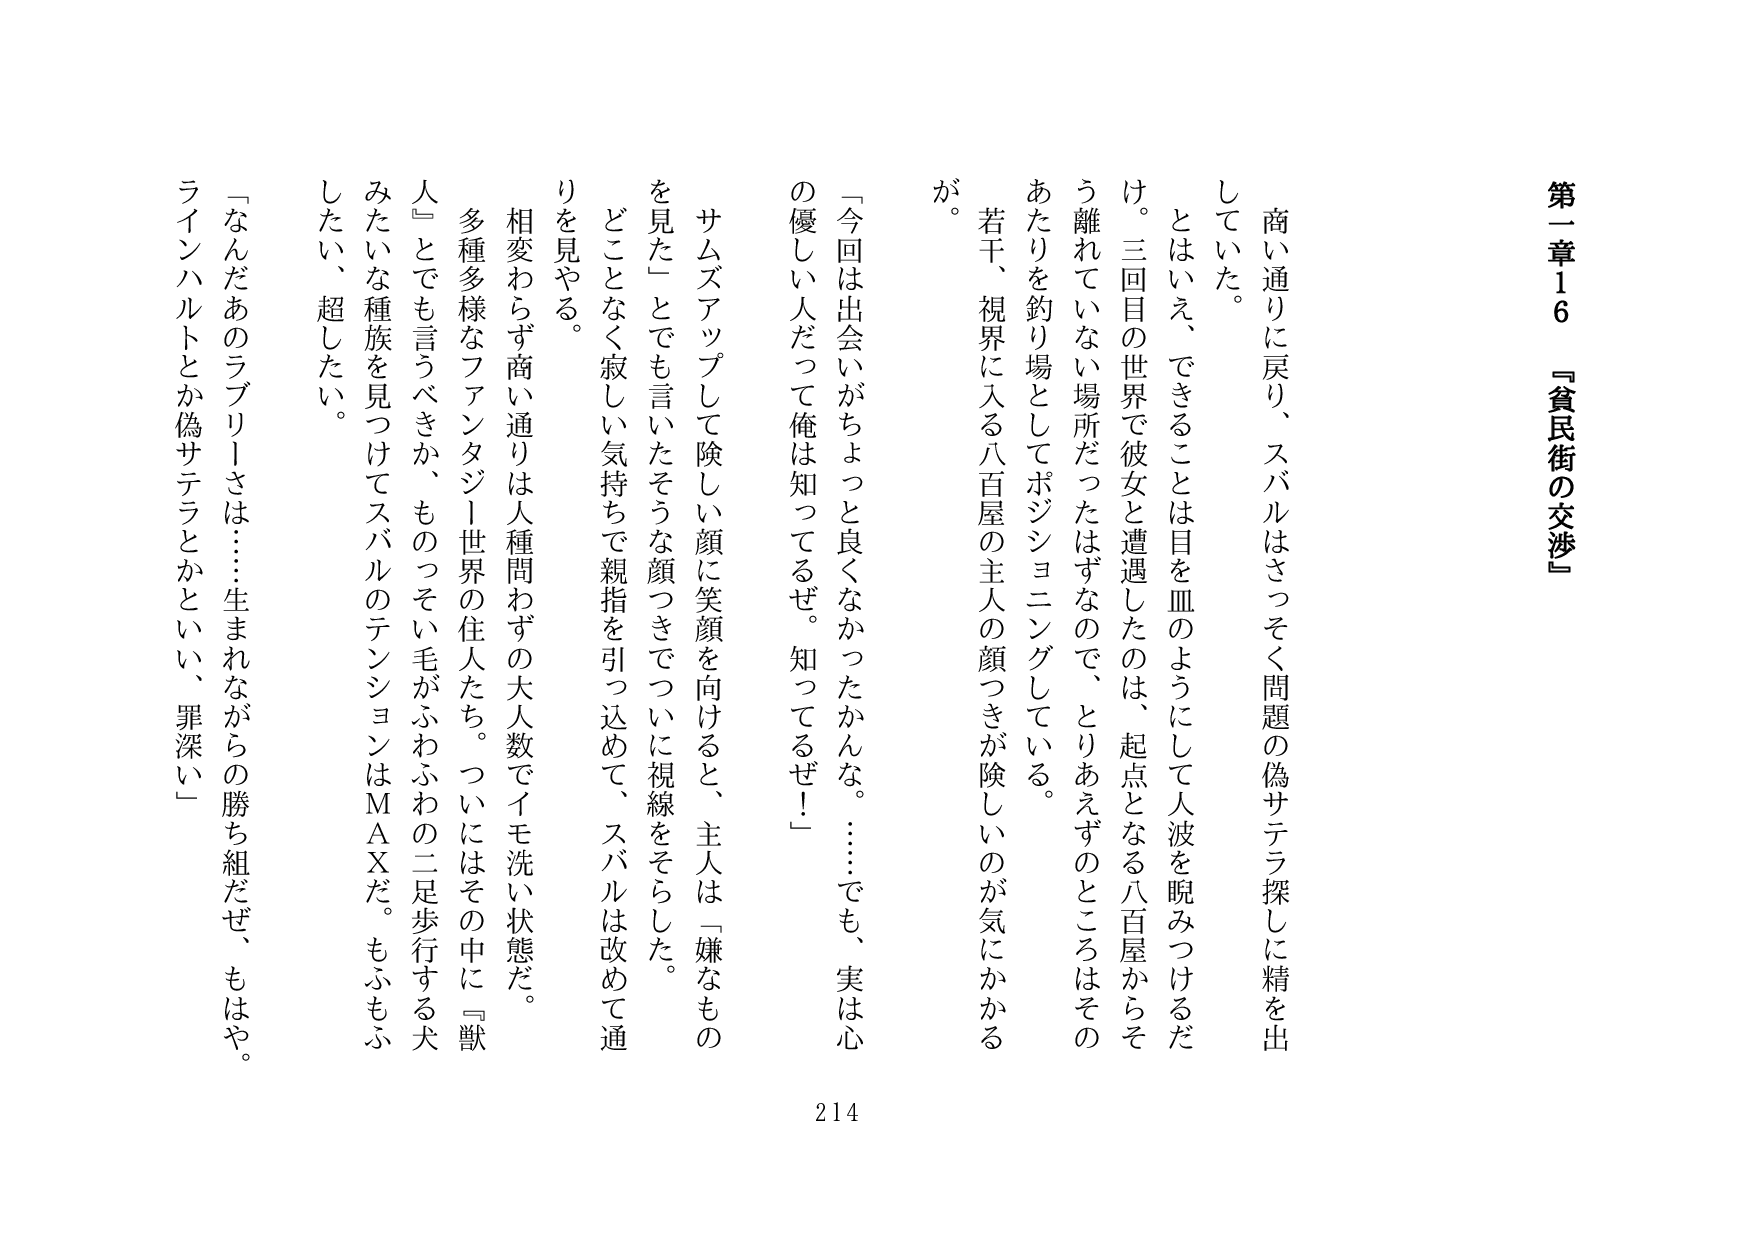 第一章１６　『貧民街の交渉』
　商い通りに戻り、スバルはさっそく問題の偽サテラ探しに精を出
していた。
　とはいえ、できることは目を皿のようにして人波を睨みつけるだ
け。三回目の世界で彼女と遭遇したのは、起点となる八百屋からそ
う離れていない場所だったはずなので、とりあえずのところはその
あたりを釣り場としてポジショニングしている。
　若干、視界に入る八百屋の主人の顔つきが険しいのが気にかかる
が。
「今回は出会いがちょっと良くなかったかんな。……でも、実は心
の優しい人だって俺は知ってるぜ。知ってるぜ！」
　サムズアップして険しい顔に笑顔を向けると、主人は「嫌なもの
を見た」とでも言いたそうな顔つきでついに視線をそらした。
　どことなく寂しい気持ちで親指を引っ込めて、スバルは改めて通
りを見やる。
　相変わらず商い通りは人種問わずの大人数でイモ洗い状態だ。
　多種多様なファンタジー世界の住人たち。ついにはその中に『獣
人』とでも言うべきか、ものっそい毛がふわふわの二足歩行する犬
みたいな種族を見つけてスバルのテンションはＭＡＸだ。もふもふ
したい、超したい。
「なんだあのラブリーさは……生まれながらの勝ち組だぜ、もはや。
ラインハルトとか偽サテラとかといい、罪深い」
214